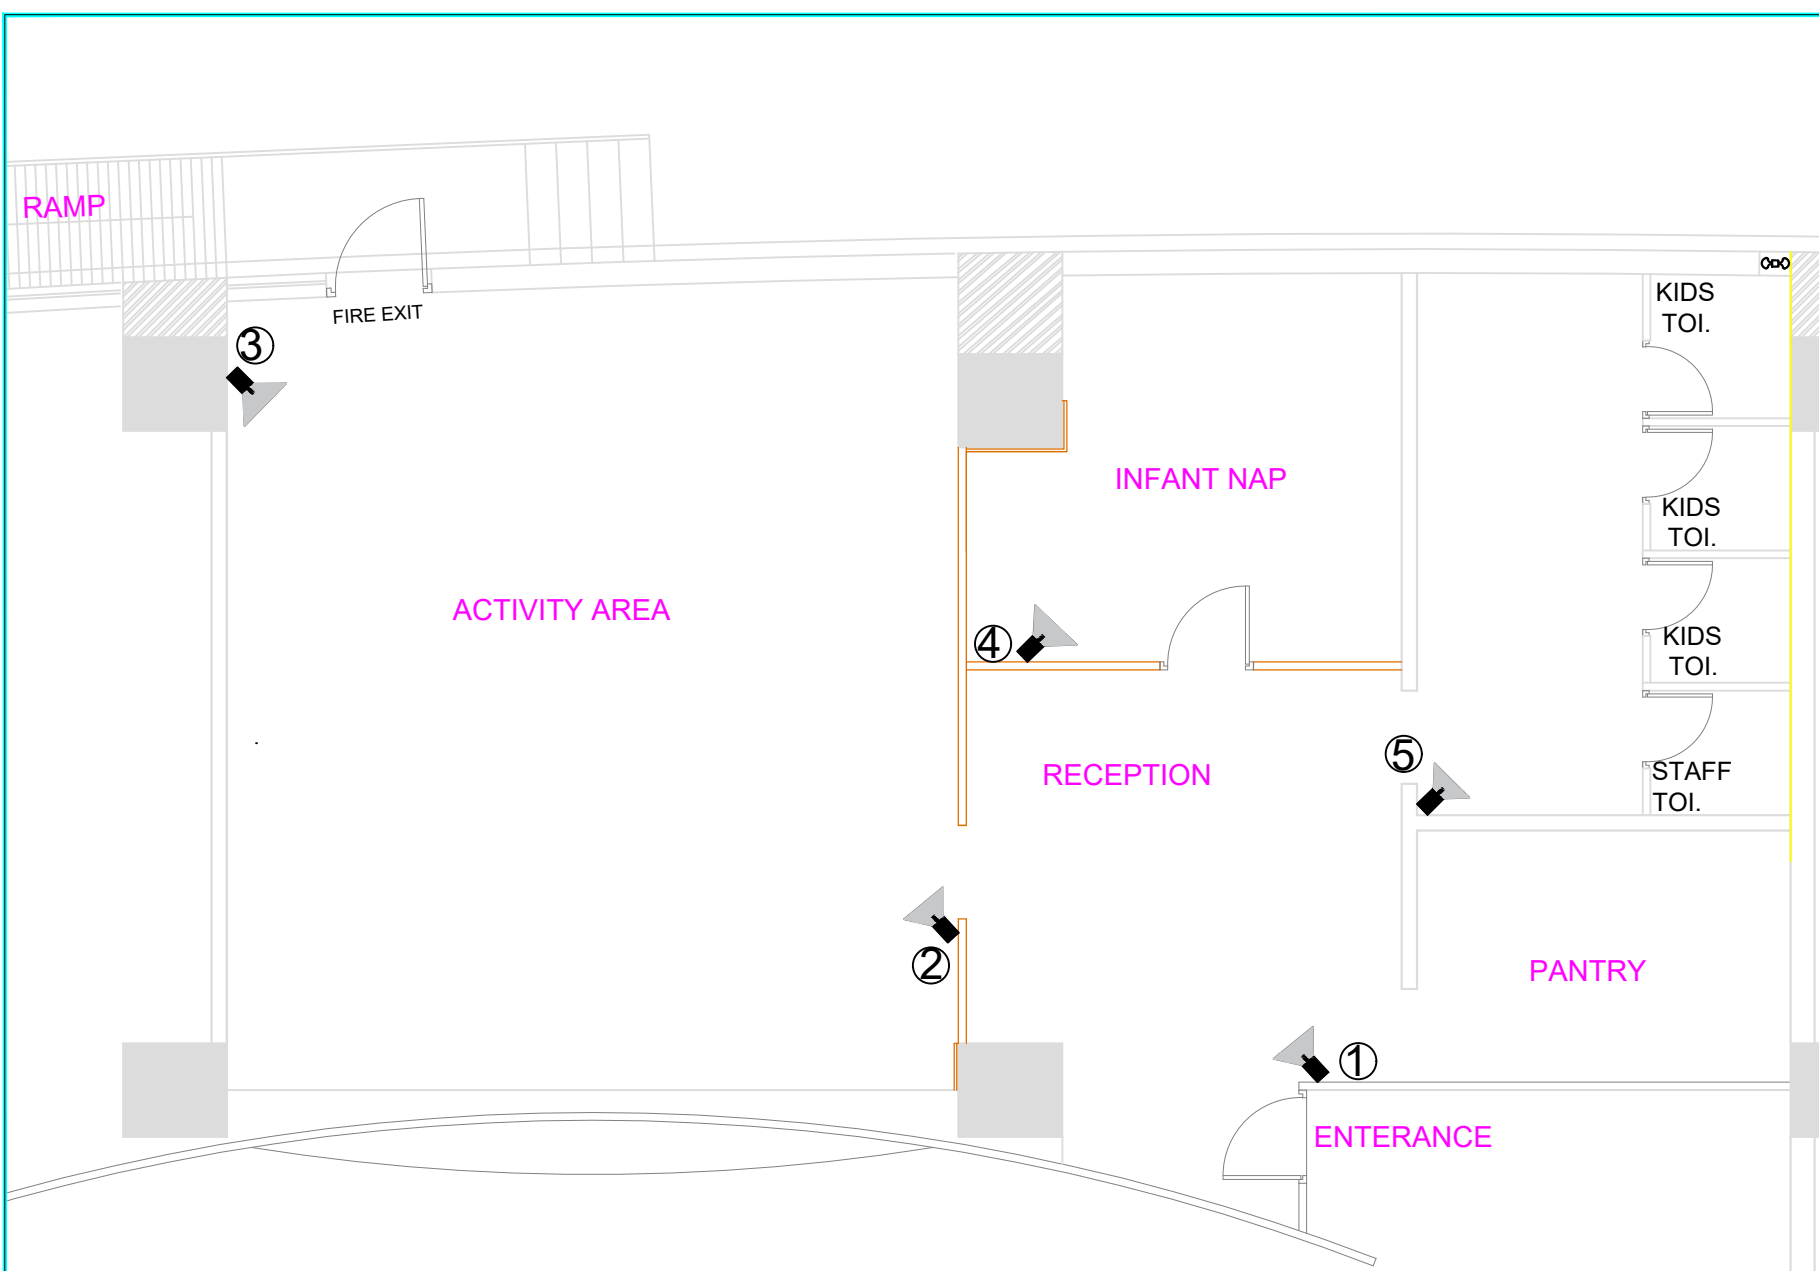 RAMP
FIRE EXIT
③
KIDS
TOI.
INFANT NAP
KIDS
TOI.
ACTIVITY AREA
④
KIDS
TOI.
RECEPTION
⑤
STAFF
TOI.
②
PANTRY
①
ENTERANCE